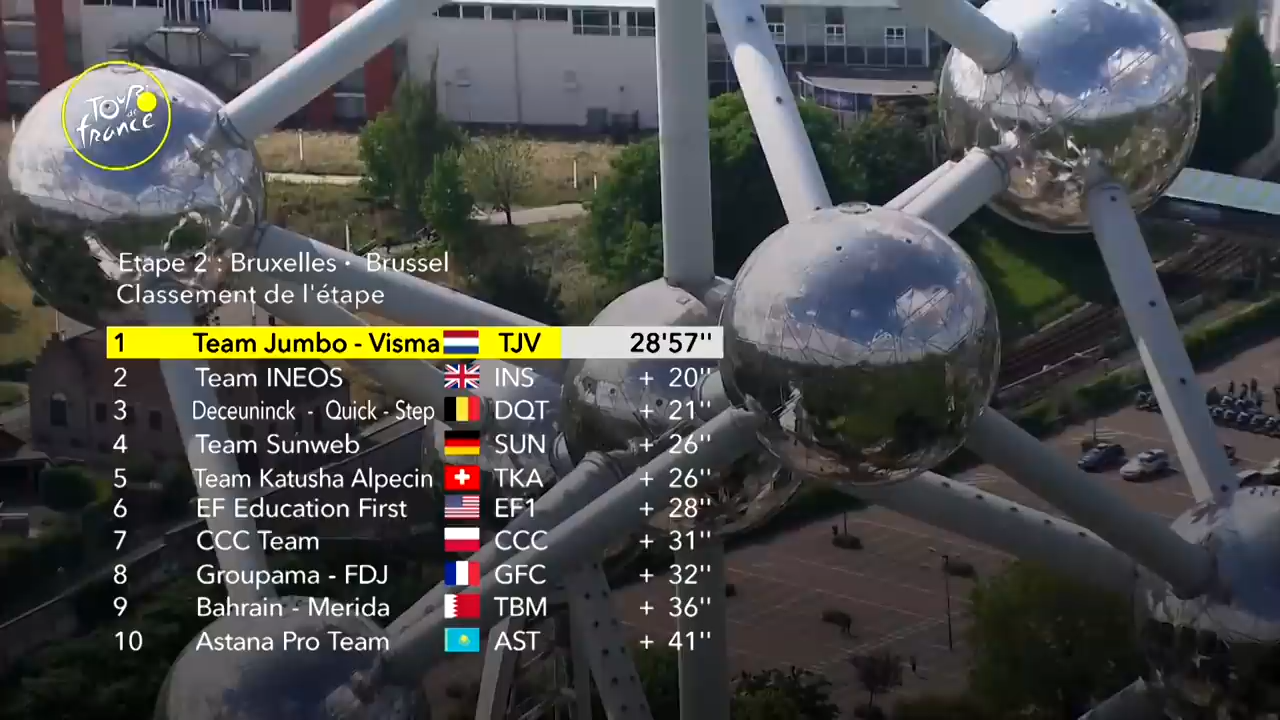 TOUR
de
france
Etape 2 : Bruxelles · Brussel
Classement de l'étape
1 Team Jumbo - Visma TJV 28'57''
2 Team INEOS INS + 20''
3 Deceuninck - Quick - Step DQT + 21''
4 Team Sunweb SUN + 26''
5 Team Katusha Alpecin TKA + 26''
6 EF Education First EF1 + 28''
7 CCC Team CCC + 31''
8 Groupama - FDJ GFC + 32''
9 Bahrain - Merida TBM + 36''
10 Astana Pro Team AST + 41''